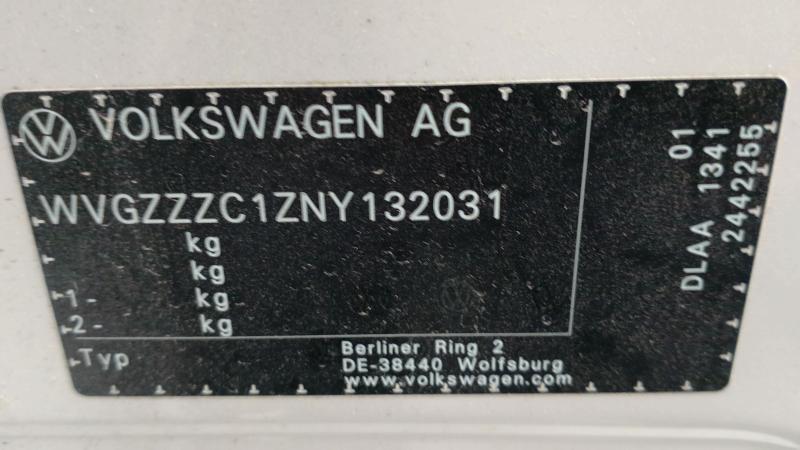 VOLKSWAGEN AG
WVGZZZC1ZNY132031
kg
kg
1- kg
2- kg
Typ
Berliner Ring 2
DE-38440 Wolfsburg
www.volkswagen.com
01
DLAA 1341
2442255